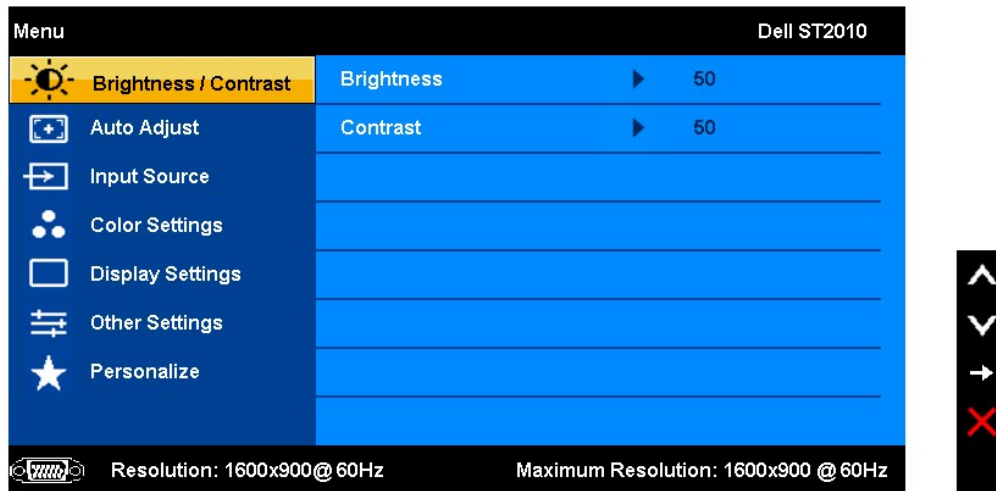 Menu Dell ST2010
Brightness / Contrast Brightness 50
Auto Adjust Contrast 50
Input Source
Color Settings
Display Settings
Other Settings
Personalize
Resolution: 1600x900@60Hz Maximum Resolution: 1600x900 @60Hz